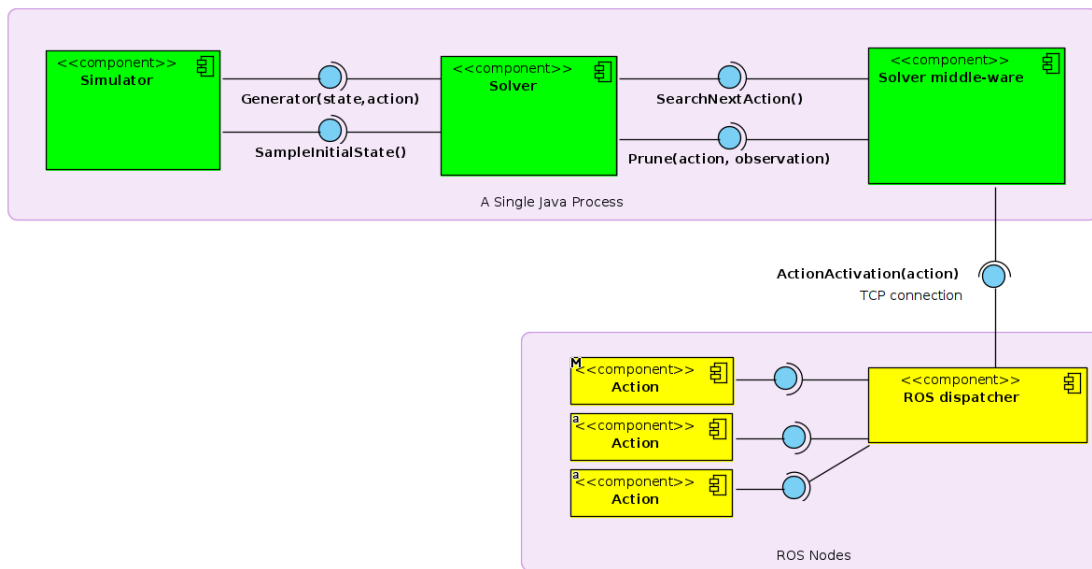 <<component>>
Simulator
Generator(state,action)
SampleInitialState()
<<component>>
Solver
SearchNextAction()
Prune(action, observation)
<<component>>
Solver middle-ware
A Single Java Process
ActionActivation(action)
TCP connection
M
<<component>>
Action
a
<<component>>
Action
a
<<component>>
Action
<<component>>
ROS dispatcher
ROS Nodes